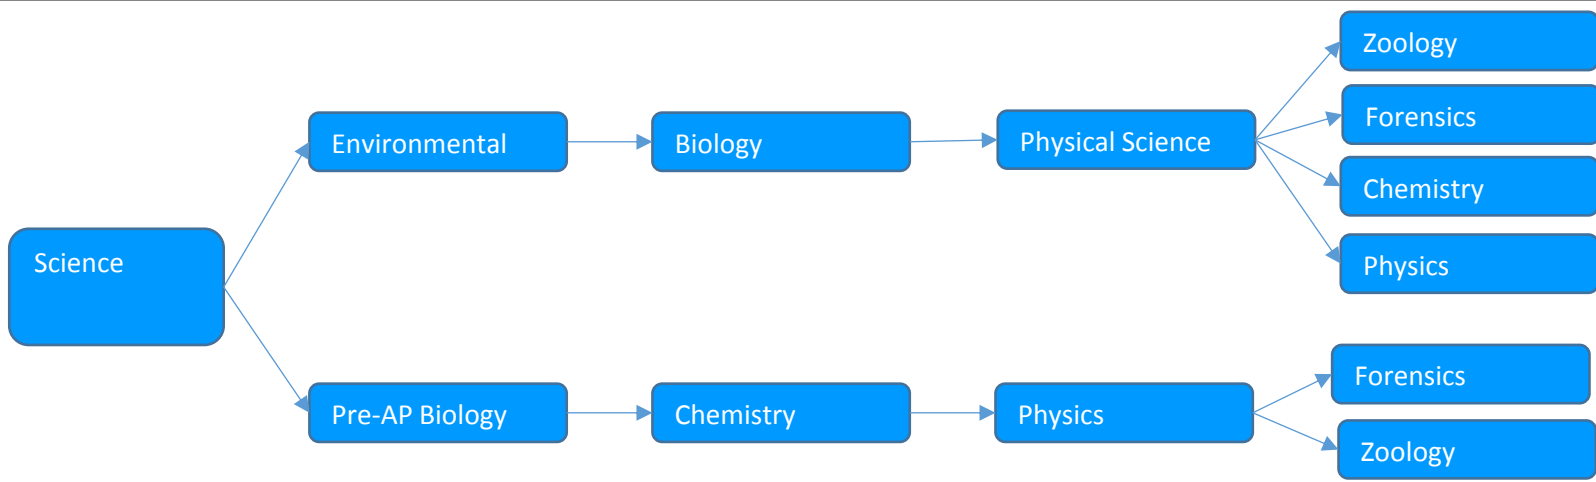 Zoology
Forensics
Environmental
Biology
Physical Science
Chemistry
Science
Physics
Forensics
Pre-AP Biology
Chemistry
Physics
Zoology